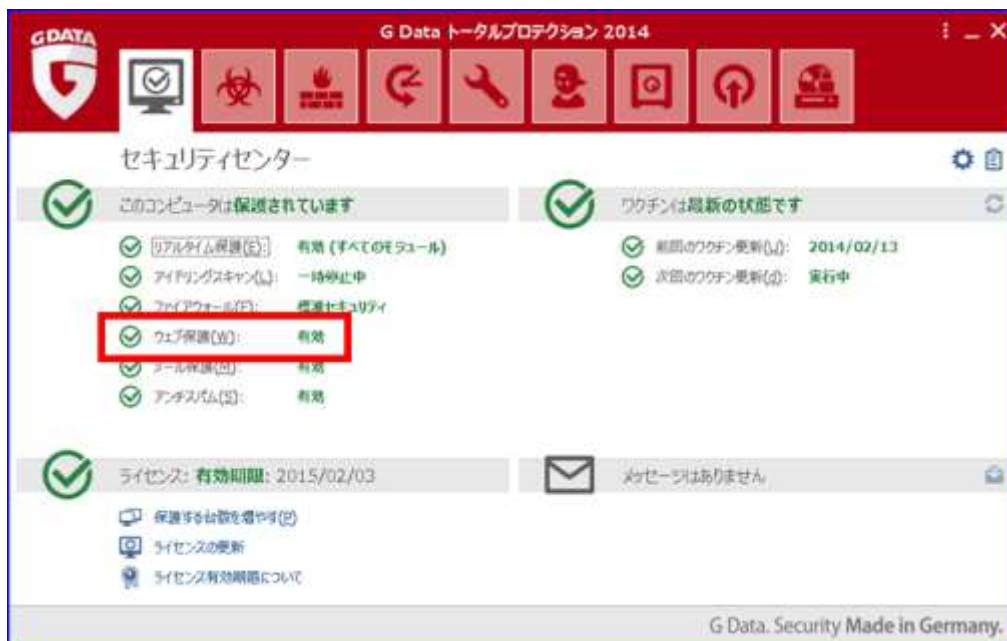 G DATA
G Data トータルプロテクション 2014
セキュリティセンター
このコンピュータは保護されています
リアルタイム保護(E): 有効 (すべてのモジュール)
アイドリングスキャン(L): 一時停止中
ファイアウォール(F): 標準セキュリティ
ウェブ保護(W): 有効
メール保護(M): 有効
アンチスパム(S): 有効
ワクチンは最新の状態です
前回のワクチン更新(U): 2014/02/13
次回のワクチン更新(d): 実行中
ライセンス: 有効期限: 2015/02/03
保護する台数を増やす(P)
ライセンスの更新
ライセンス有効期限について
メッセージはありません
G Data. Security Made in Germany.